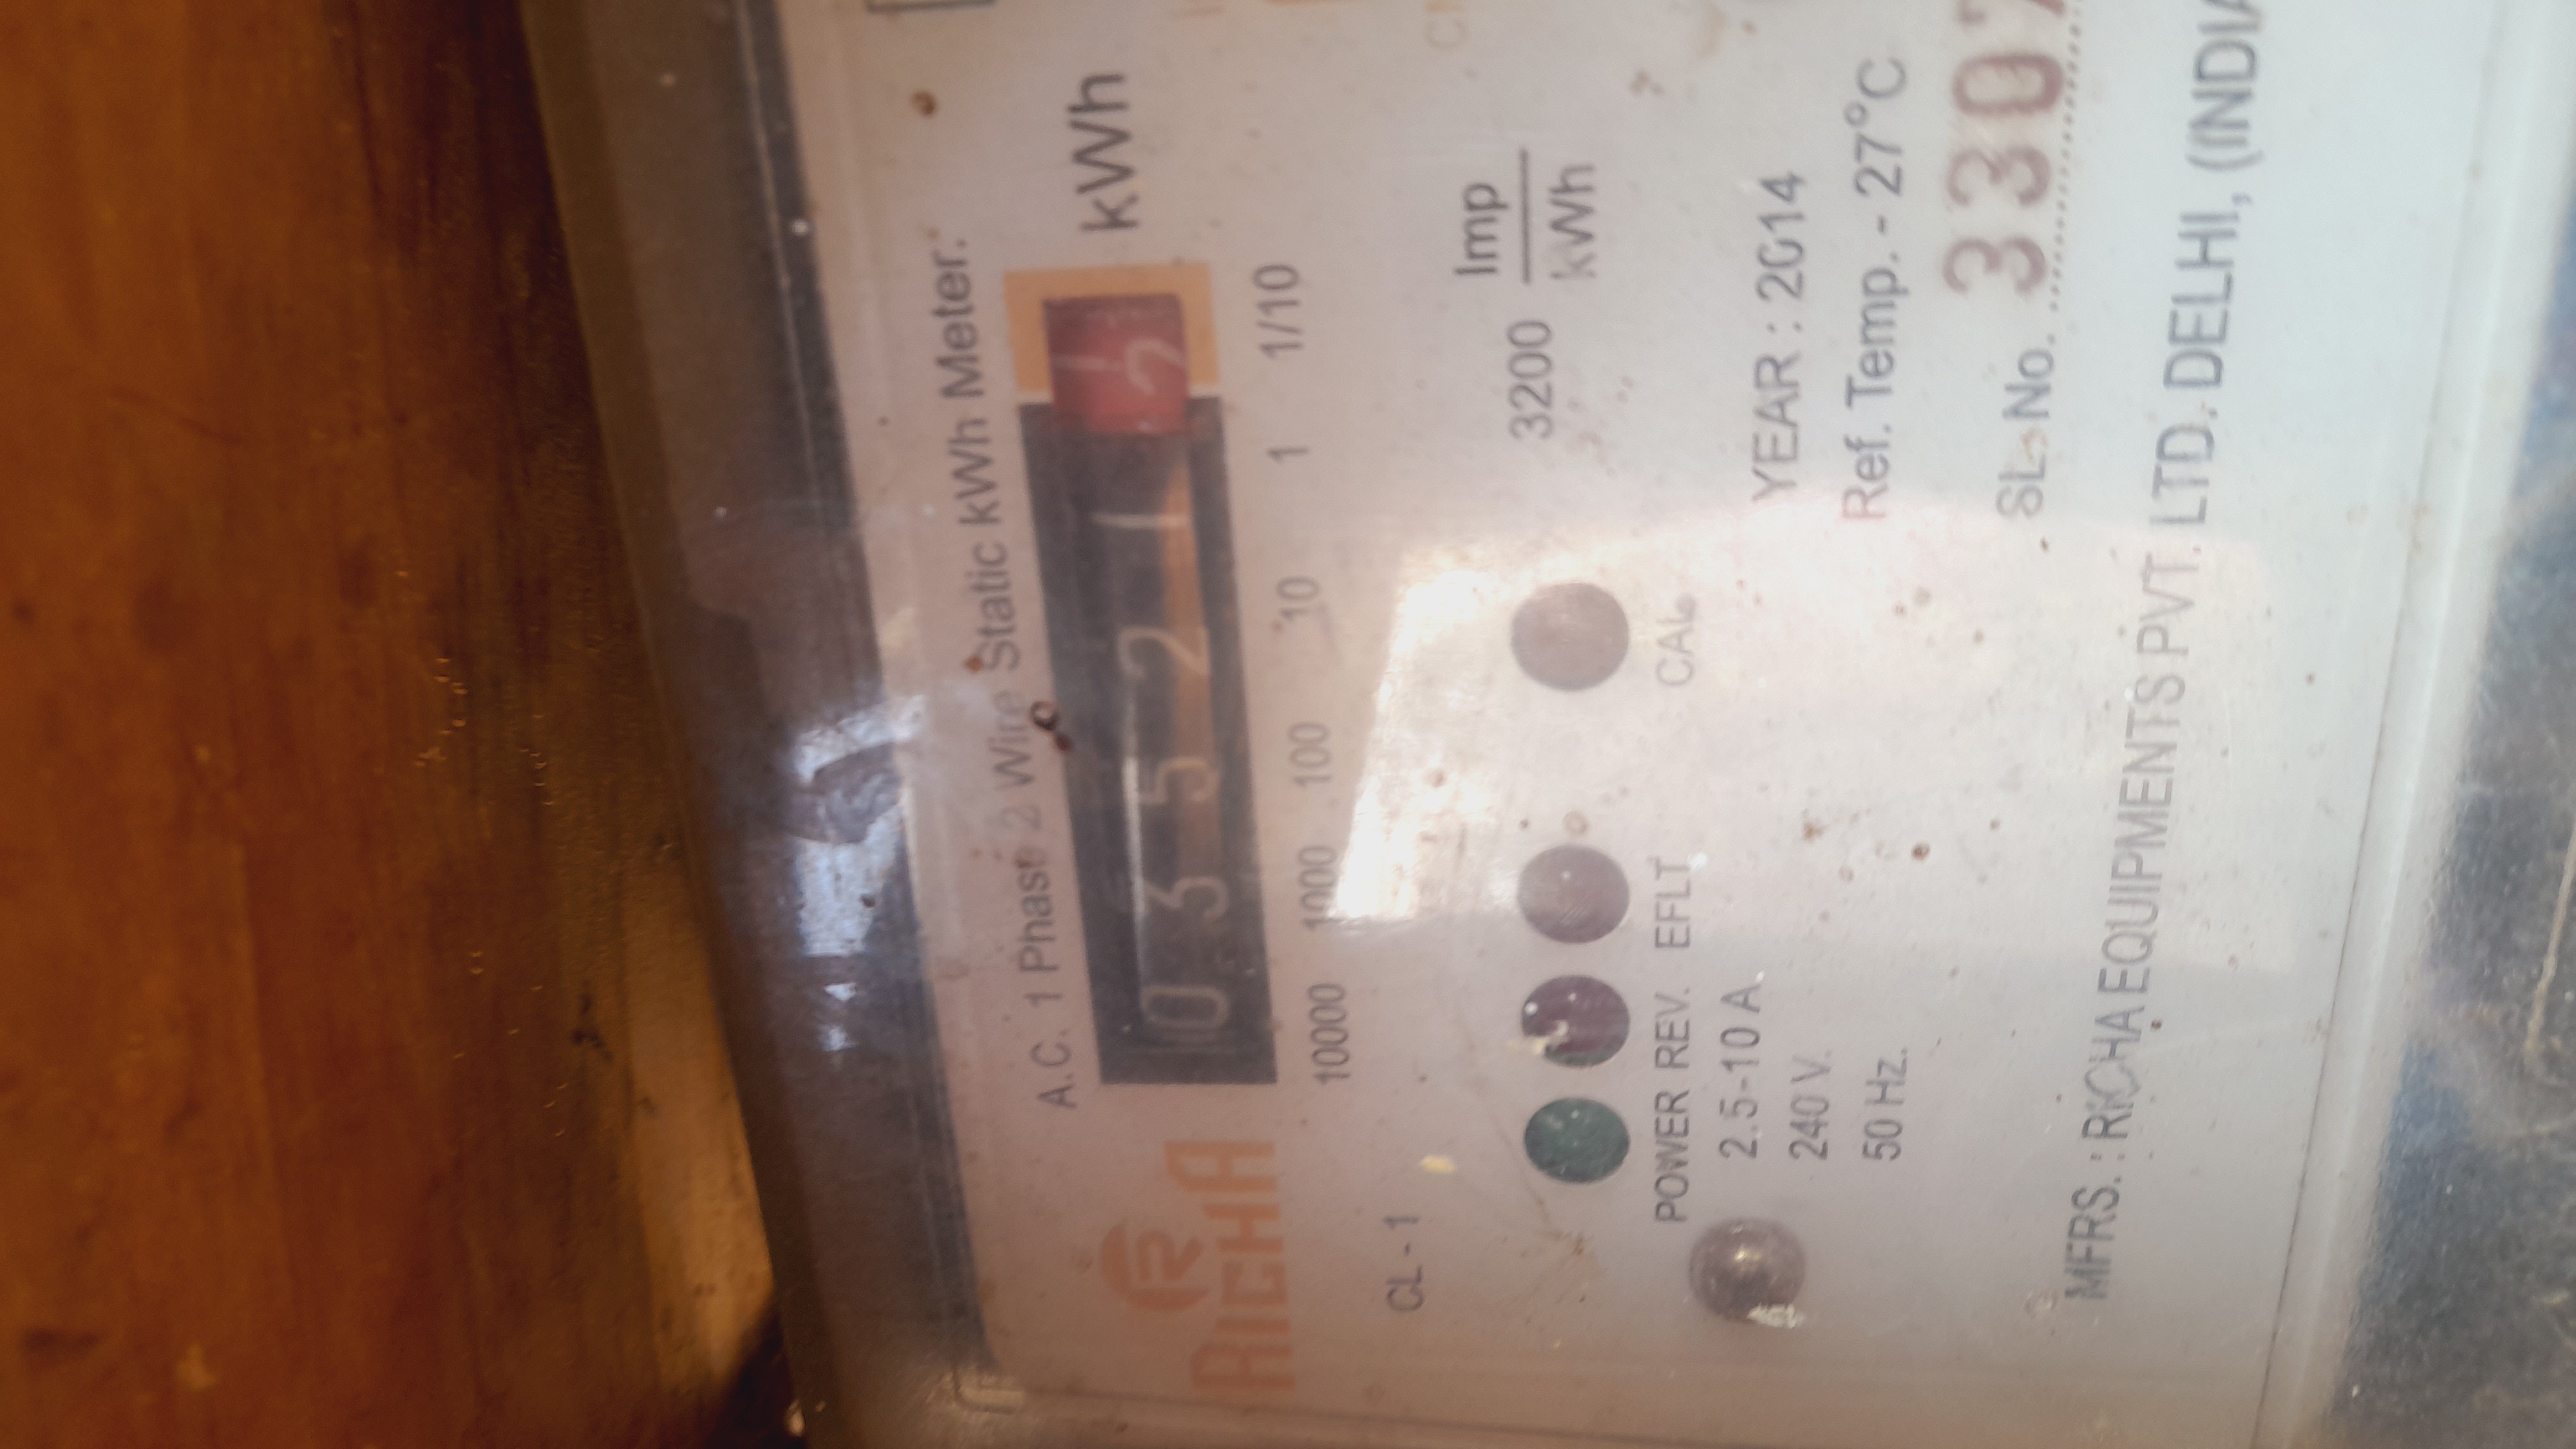 A.C. 1 Phase 2 Wire Static kWh Meter.
RICHA
0 3 5 2 1 kWh
10000 1000 100 10 1 1/10
CL - 1
3200 Imp
kWh
POWER REV. EFLT CAL
2.5-10 A.
240 V.
50 Hz.
YEAR : 2014
Ref. Temp. - 27°C
SL. No. 330
MFRS. : RICHA EQUIPMENTS PVT. LTD. DELHI, (INDIA